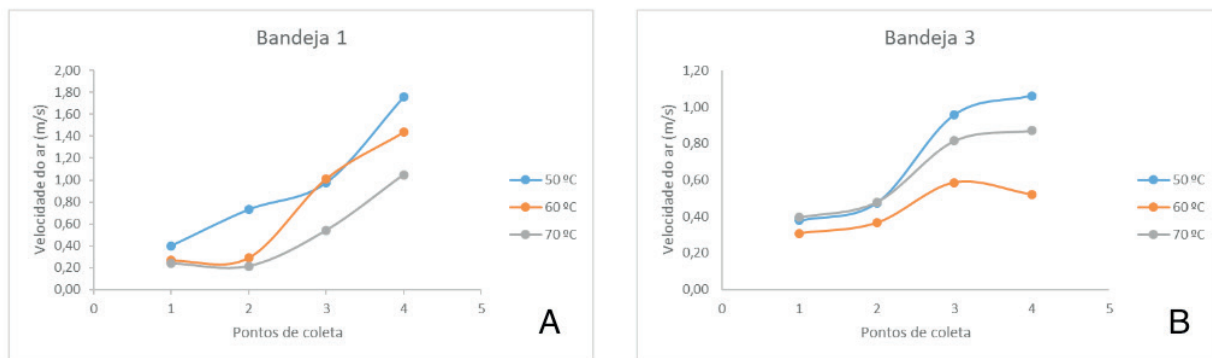 Bandeja 1
Velocidade do ar (m/s)
2,00
1,80
1,60
1,40
1,20
1,00
0,80
0,60
0,40
0,20
0,00
0 1 2 3 4 5
Pontos de coleta
50 ºC
60 ºC
70 ºC
A
Bandeja 3
Velocidade do ar (m/s)
1,20
1,00
0,80
0,60
0,40
0,20
0,00
0 1 2 3 4 5
Pontos de coleta
50 ºC
60 ºC
70 ºC
B